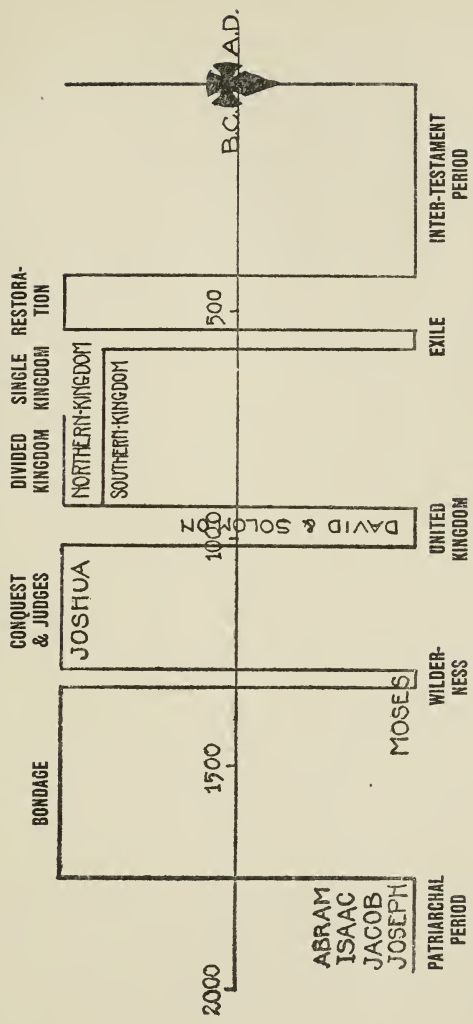 BONDAGE
CONQUEST
& JUDGES
DIVIDED
KINGDOM
SINGLE
KINGDOM
RESTORA-
TION
JOSHUA
NORTHERN-KINGDOM
SOUTHERN-KINGDOM
2000
1500
1000
500
B.C.
A.D.
DAVID & SOLOMON
ABRAM
ISAAC
JACOB
JOSEPH
MOSES
PATRIARCHAL
PERIOD
WILDER-
NESS
UNITED
KINGDOM
EXILE
INTER-TESTAMENT
PERIOD